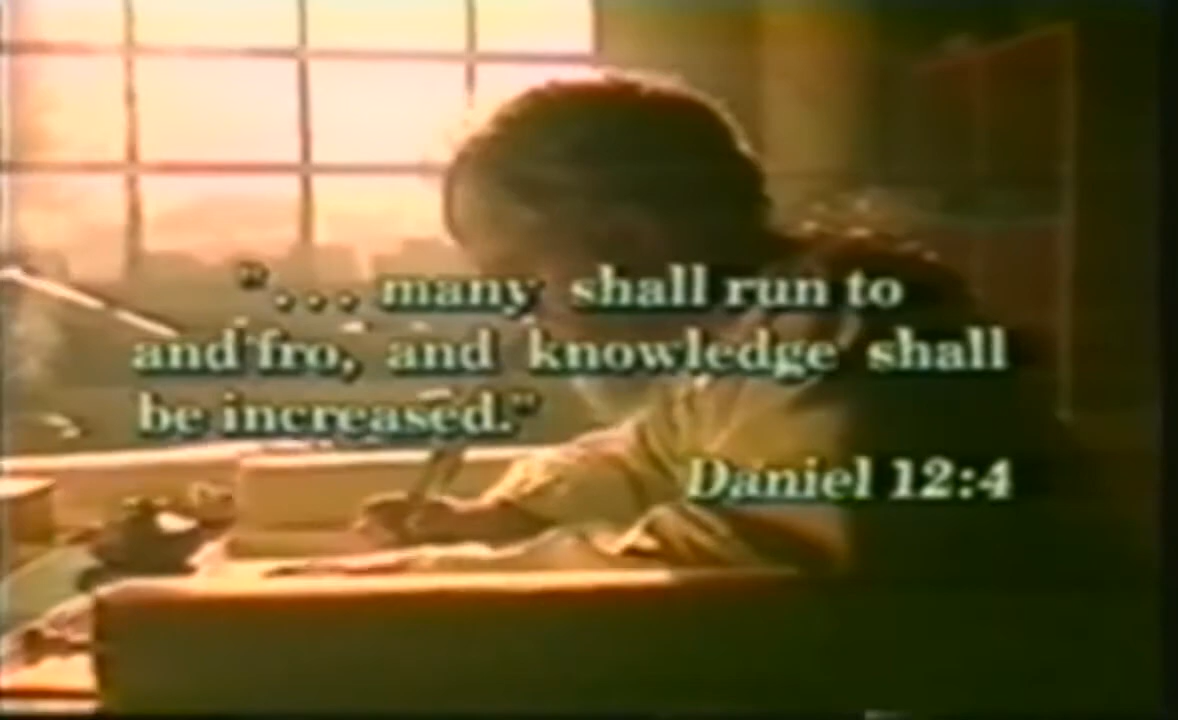 ". . . many shall run to
and fro, and knowledge shall
be increased."
Daniel 12:4